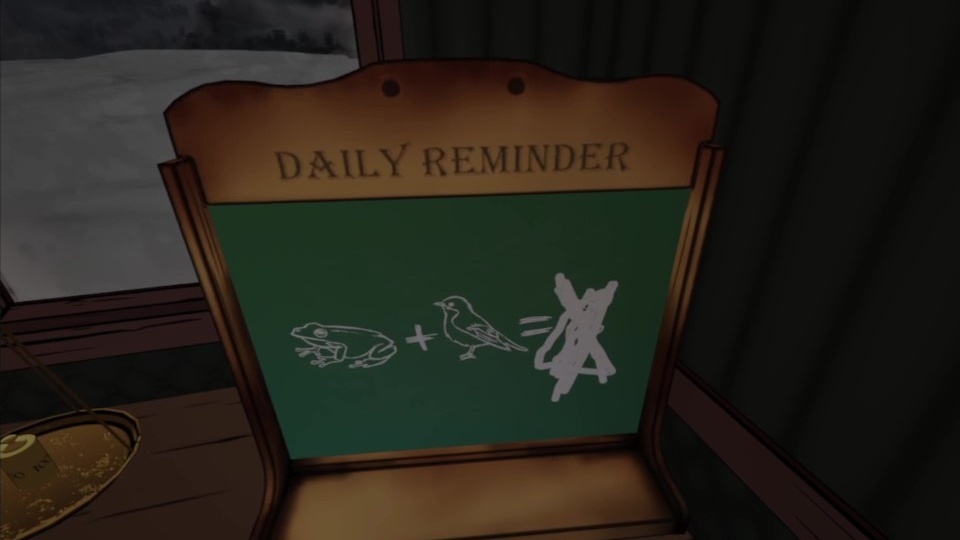 DAILY REMINDER
+ =